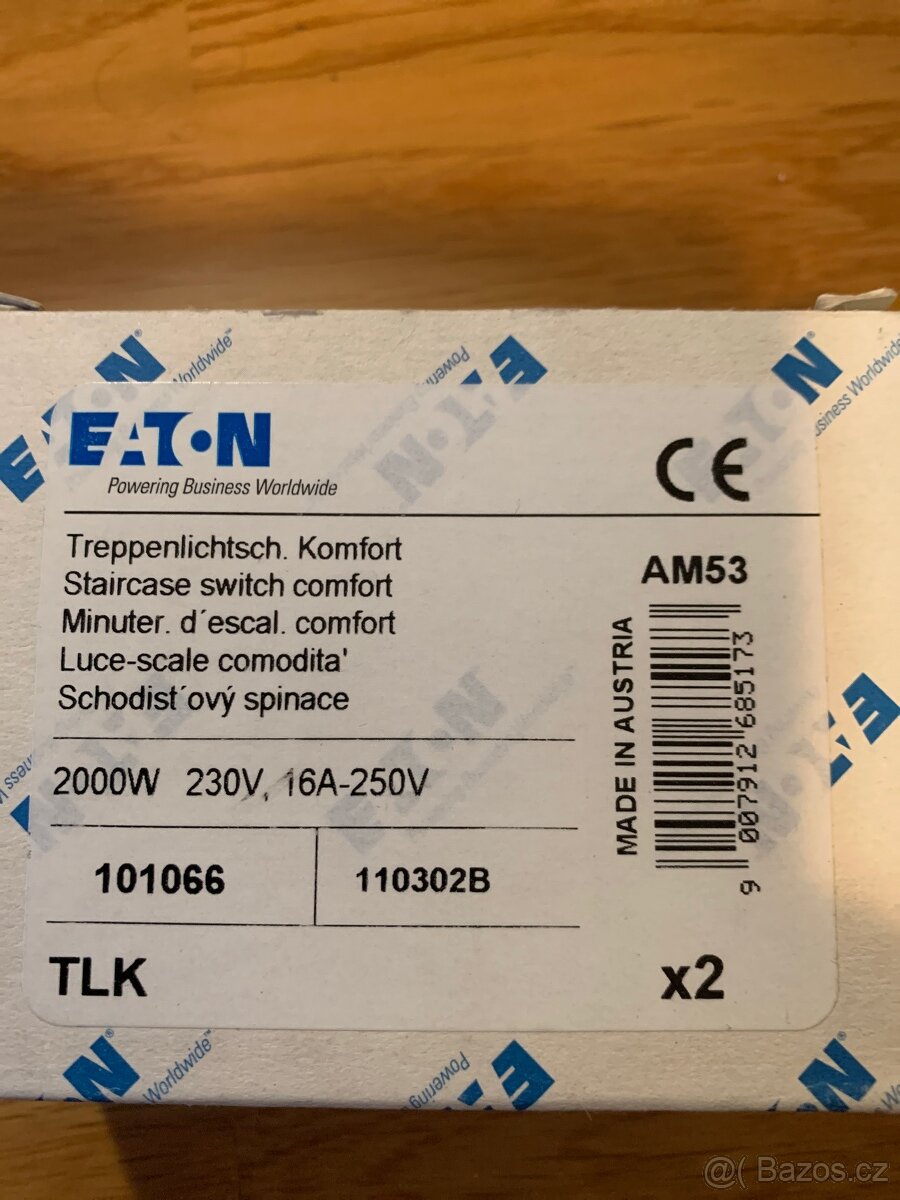 EATON
Powering Business Worldwide
CE
Treppenlichtsch. Komfort
Staircase switch comfort
Minuter. d´escal. comfort
Luce-scale comodita'
Schodist´ový spinace
AM53
MADE IN AUSTRIA
9 007912 685173
2000W 230V, 16A-250V
101066
110302B
TLK
x2
@( Bazos.cz